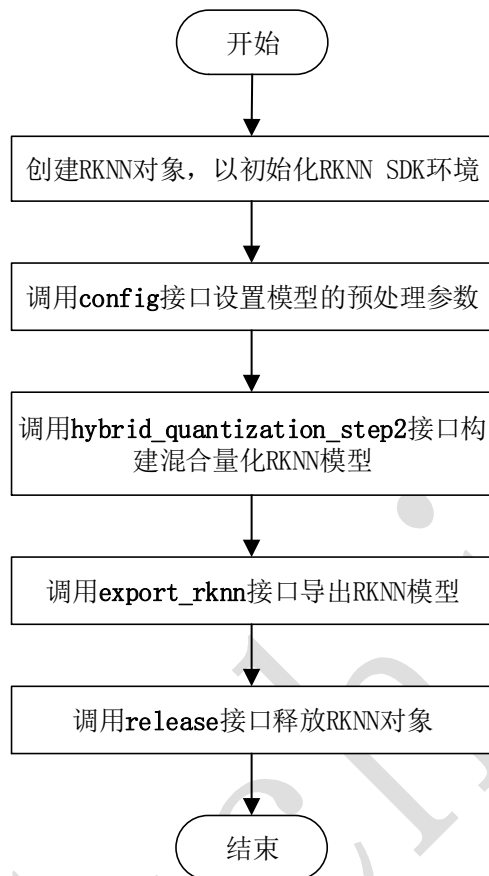 开始
创建RKNN对象，以初始化RKNN SDK环境
调用config接口设置模型的预处理参数
调用hybrid_quantization_step2接口构
建混合量化RKNN模型
调用export_rknn接口导出RKNN模型
调用release接口释放RKNN对象
结束